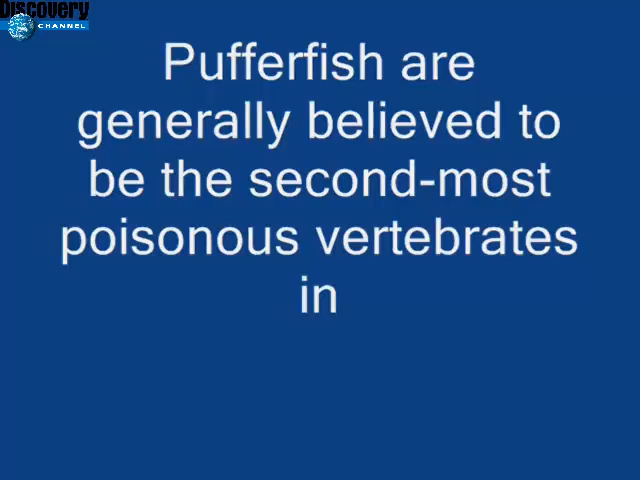 Discovery
CHANNEL
Pufferfish are
generally believed to
be the second-most
poisonous vertebrates
in